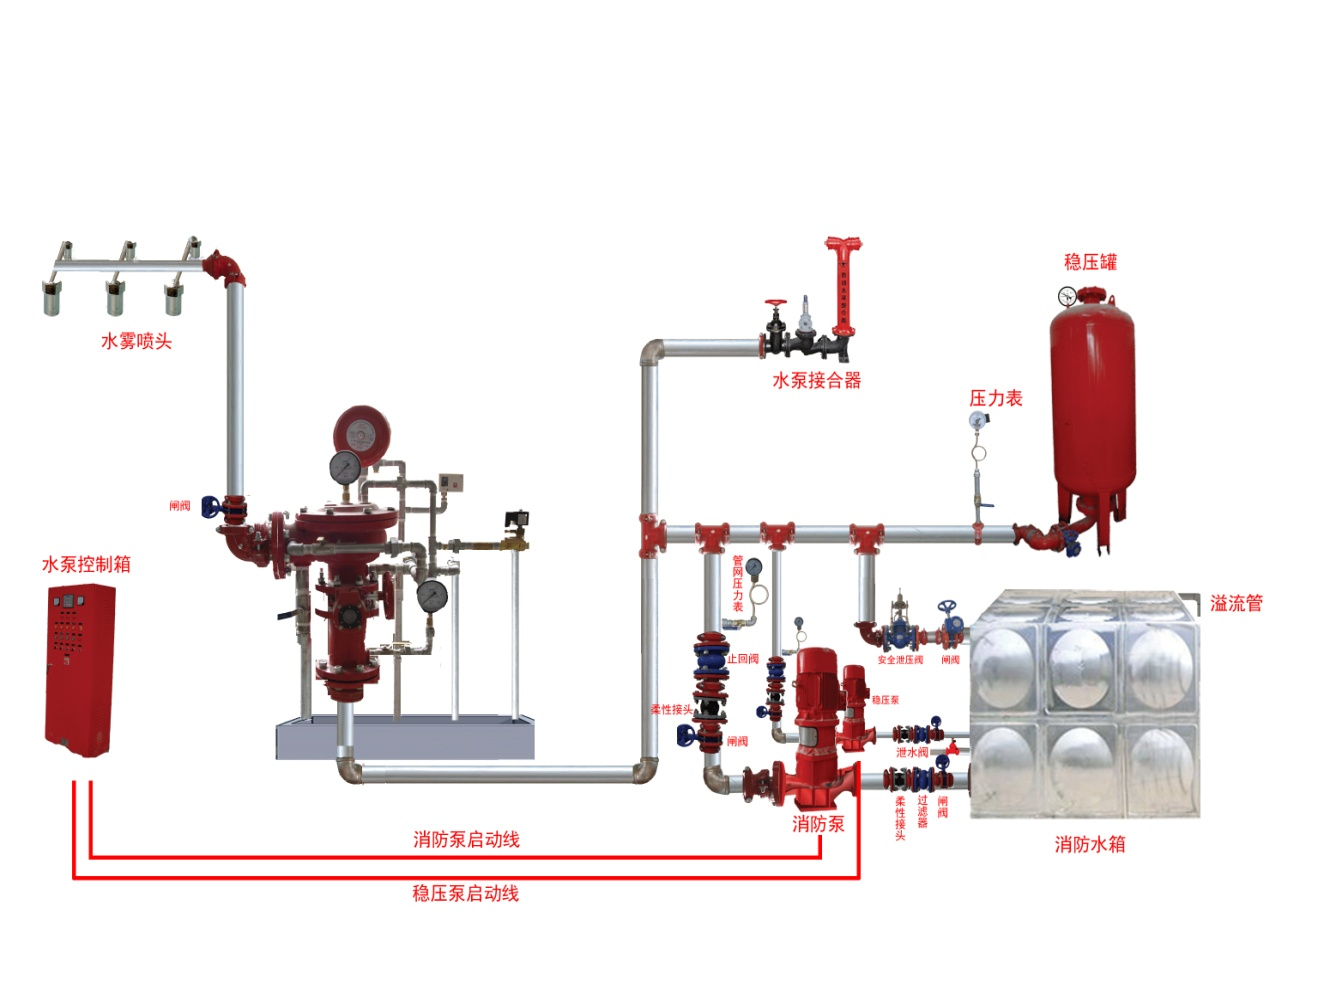 稳压罐
水雾喷头
水泵接合器
压力表
闸阀
水泵控制箱
管网压力表
溢流管
止回阀
安全泄压阀
闸阀
柔性接头
稳压泵
闸阀
泄水阀
柔性接头
过滤器
闸阀
消防泵
消防水箱
消防泵启动线
稳压泵启动线